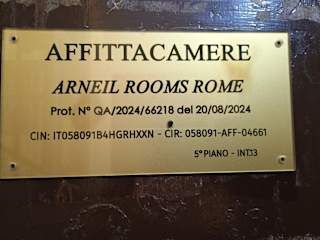 AFFITTACAMERE
ARNEIL ROOMS ROME
Prot. N° QA/2024/66218 del 20/08/2024
CIN: IT058091B4HGRHXXN - CIR: 058091-AFF-04661
5° PIANO - INT.13